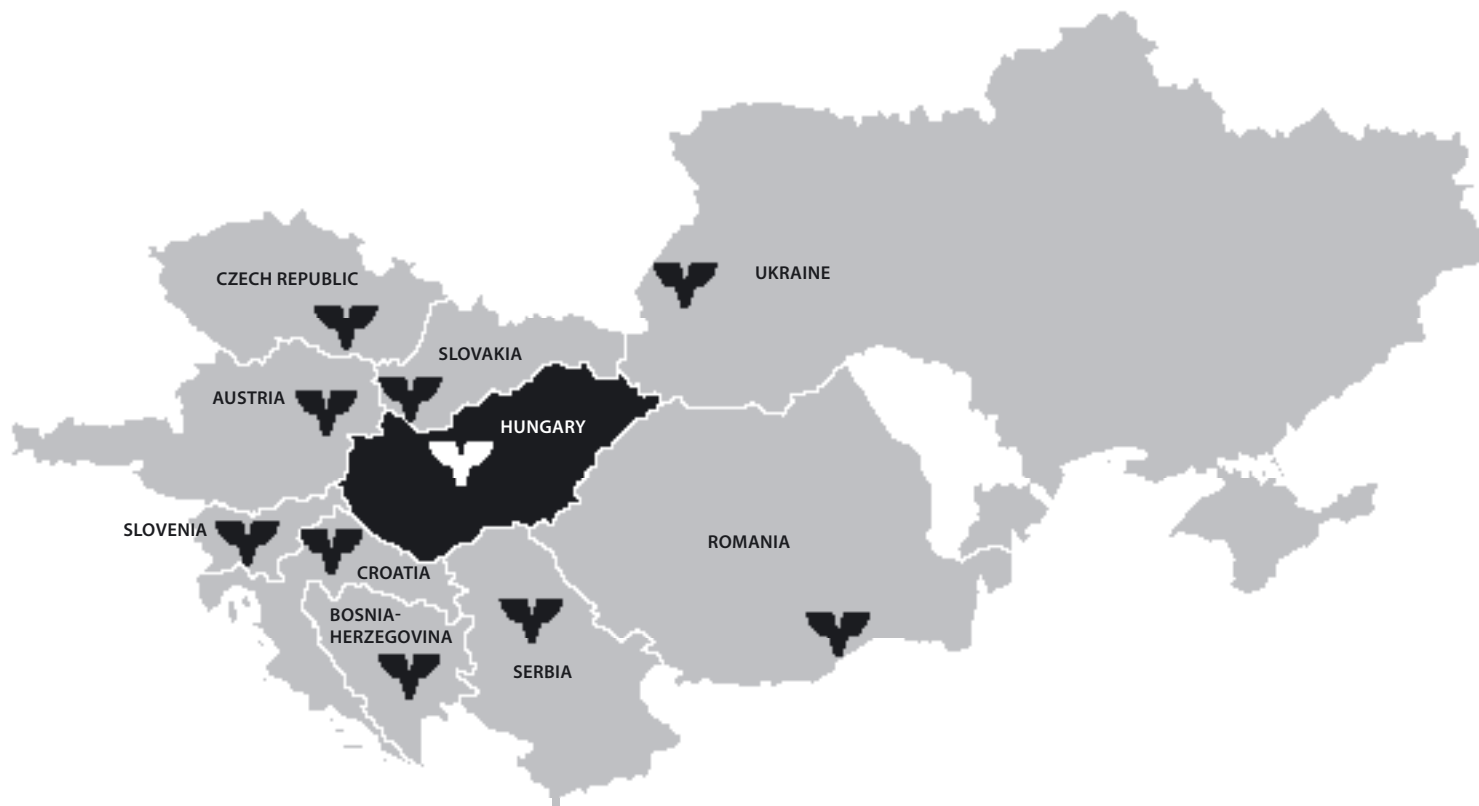 UKRAINE
CZECH REPUBLIC
SLOVAKIA
AUSTRIA
HUNGARY
SLOVENIA
ROMANIA
CROATIA
BOSNIA-
HERZEGOVINA
SERBIA